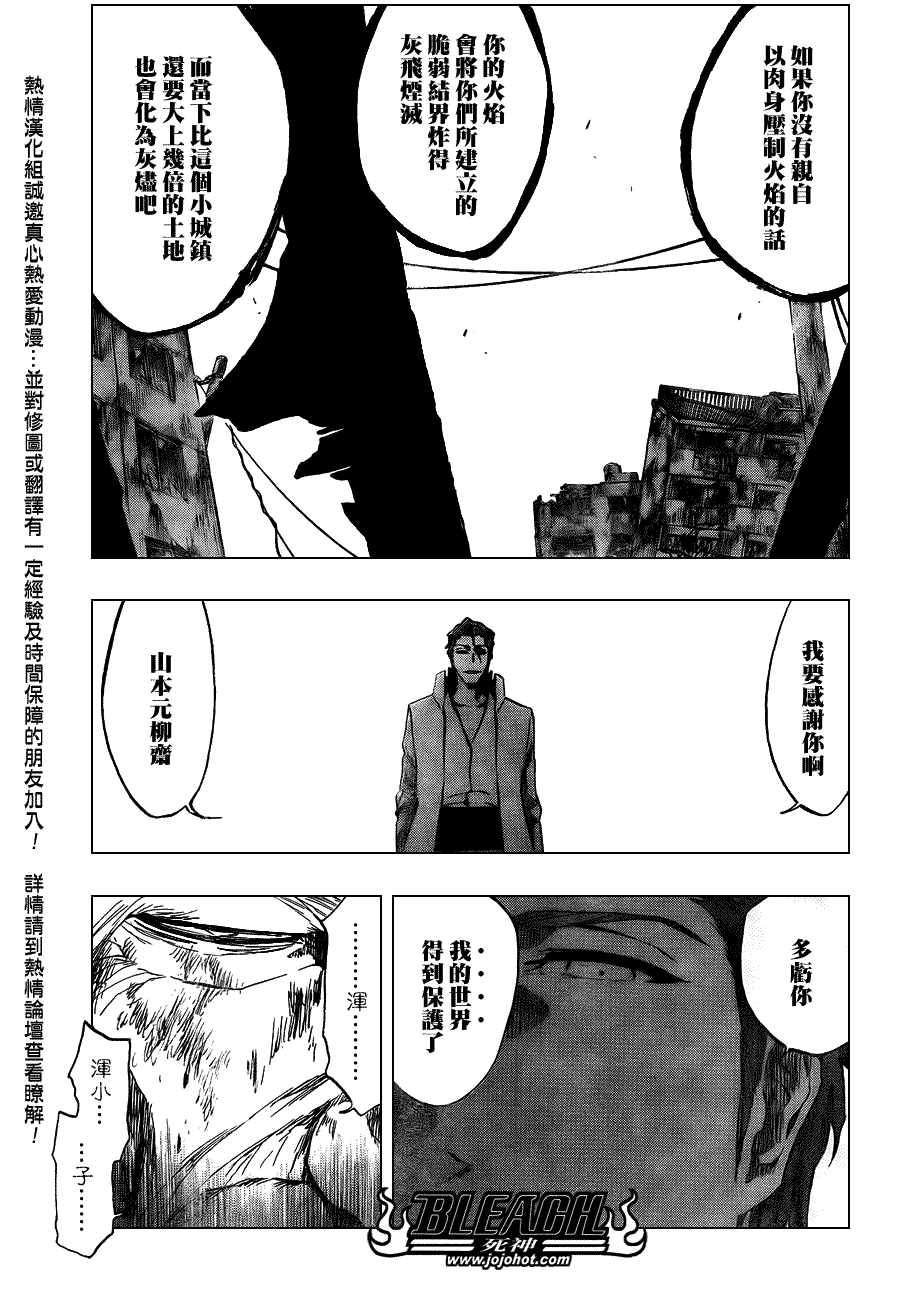 如果你沒有親自
以肉身壓制火焰的話
你的火焰
會將你們所建立的
脆弱結界炸得
灰飛煙滅
而當下比這個小城鎮
還要大上幾倍的土地
也會化為灰燼吧
我要感謝你啊
山本元柳齋
多虧你
我的世界
得到保護了
……渾………
渾小…
…子……
熱情漢化組誠邀真心熱愛動漫…並對修圖或翻譯有一定經驗及時間保障的朋友加入！ 詳情請到熱情論壇查看瞭解！
BLEACH
死神
www.jojohot.com